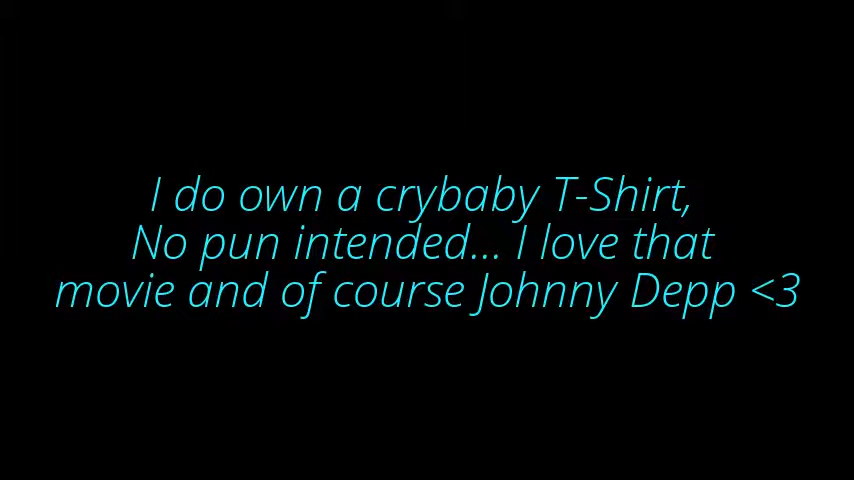 I do own a crybaby T-Shirt,
No pun intended... I love that
movie and of course Johnny Depp <3